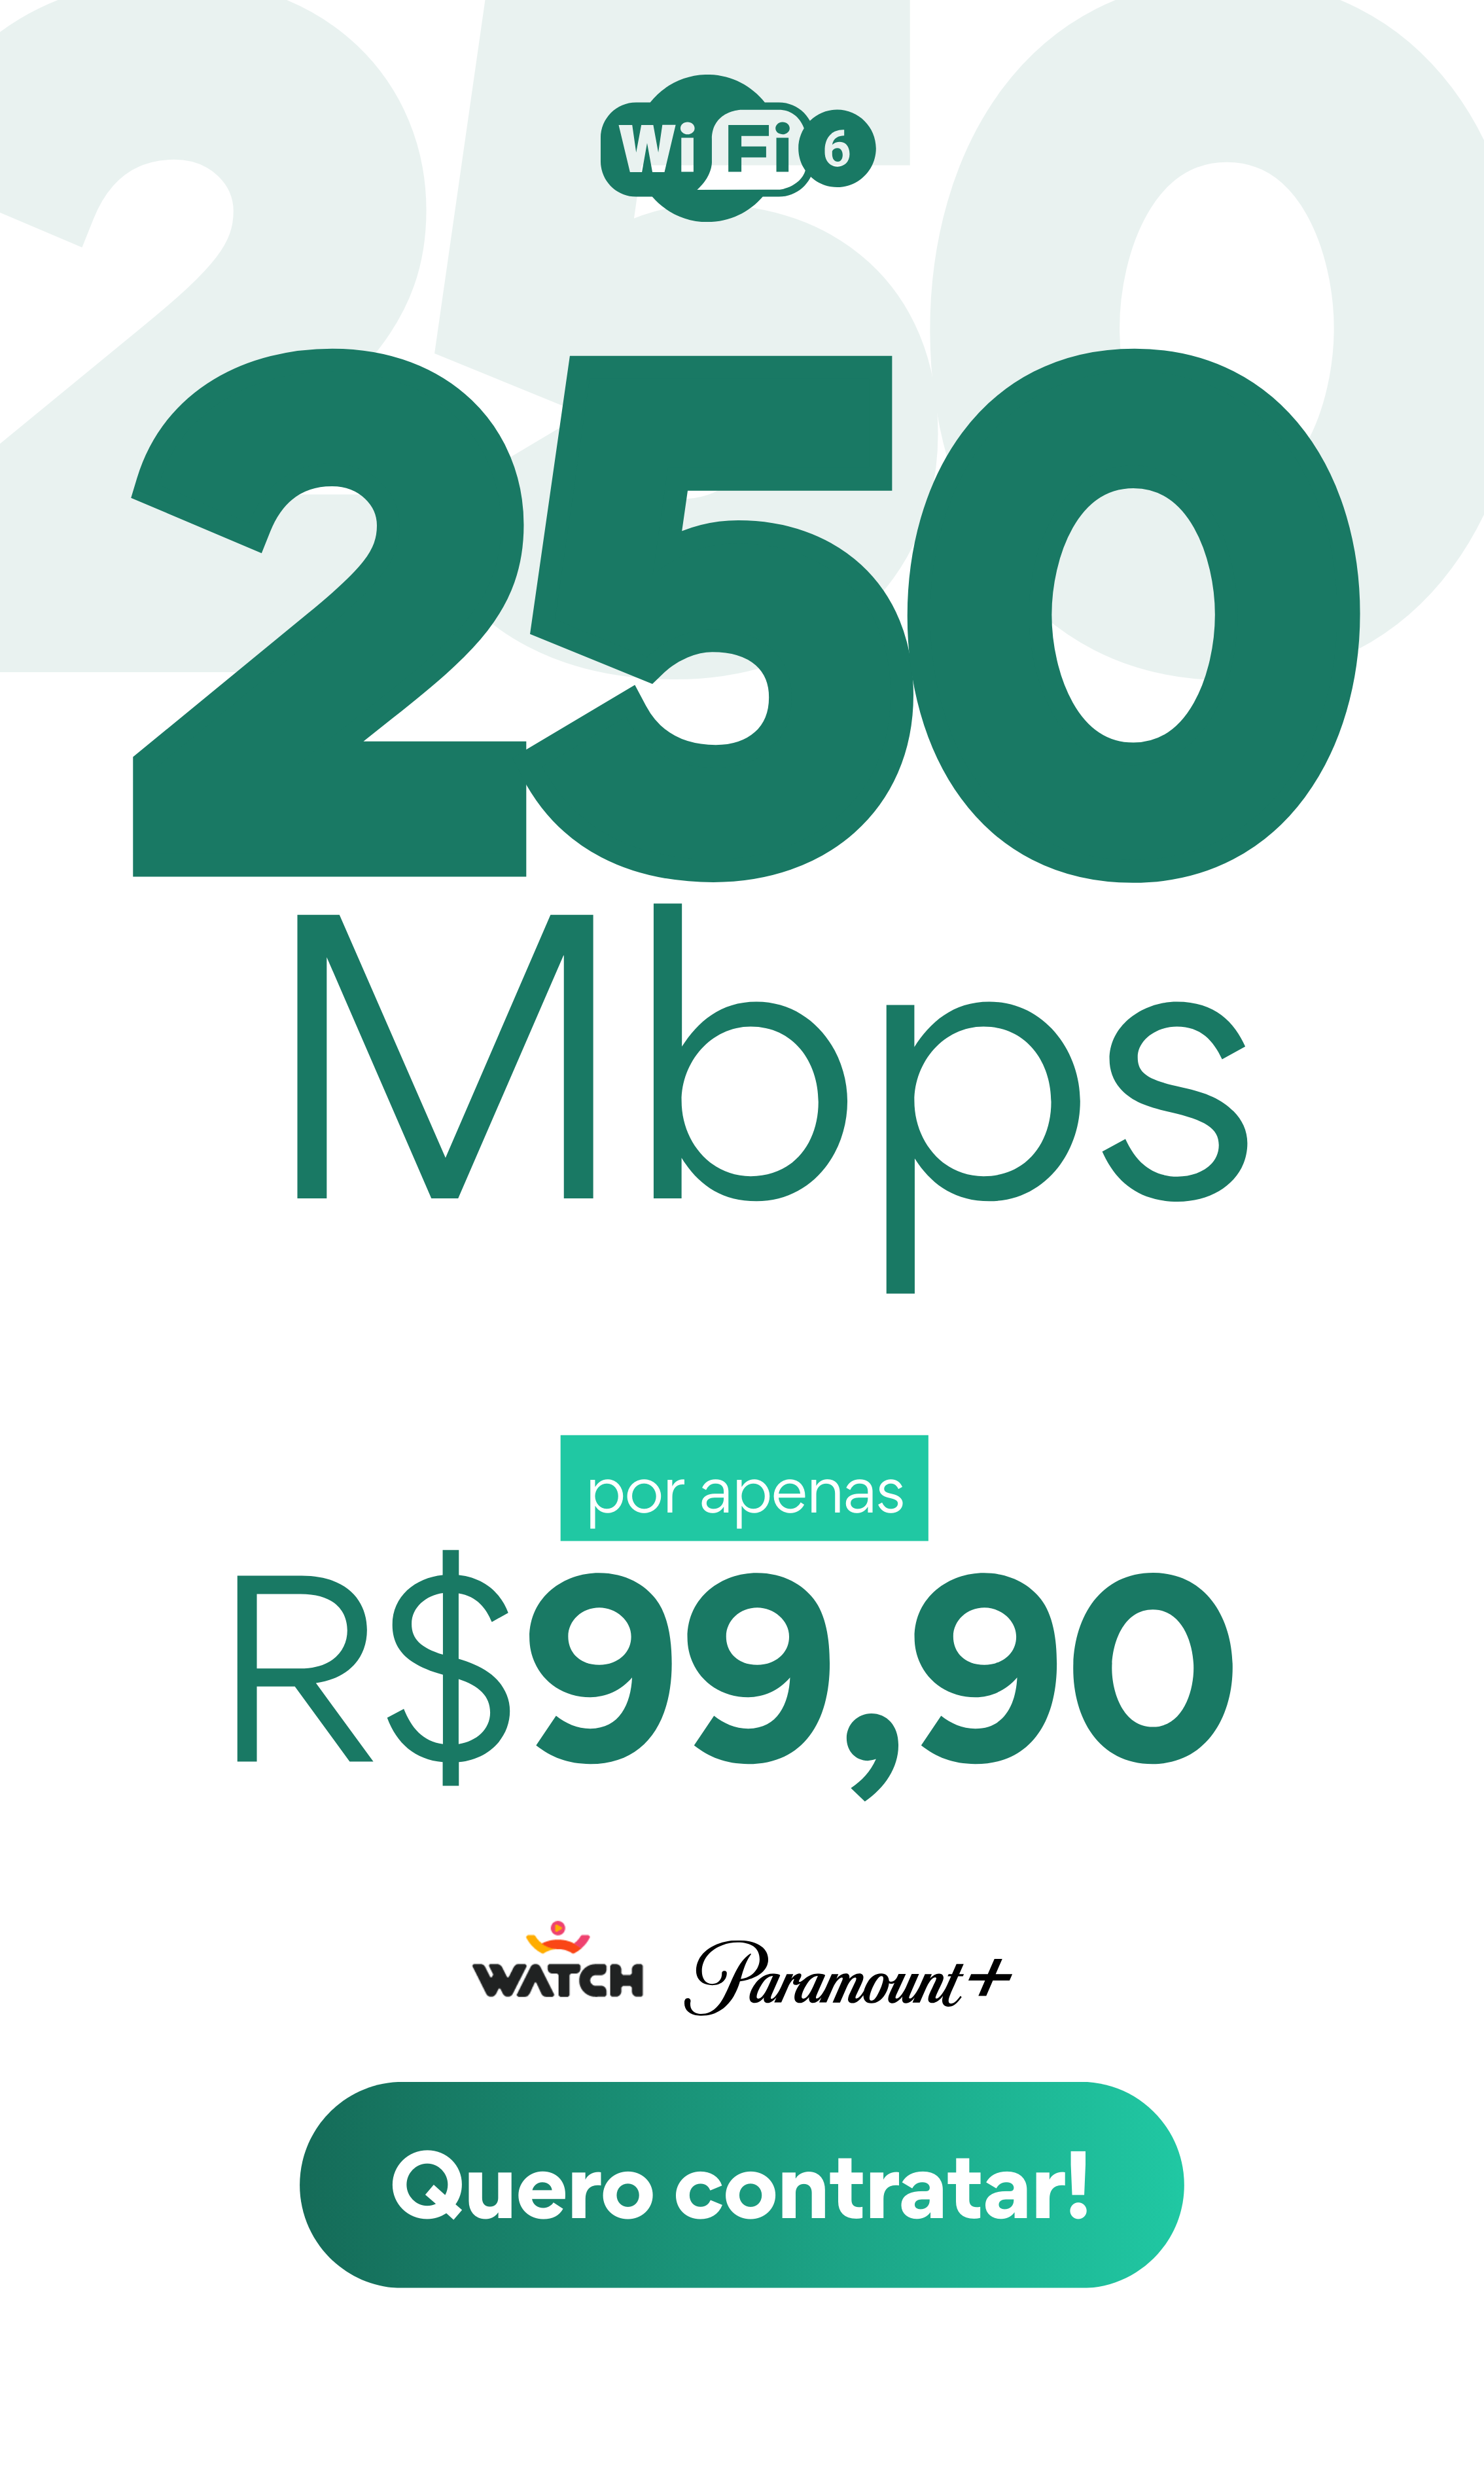 Wi Fi 6
250
Mbps
por apenas
R$99,90
WATCH Paramount+
Quero contratar!